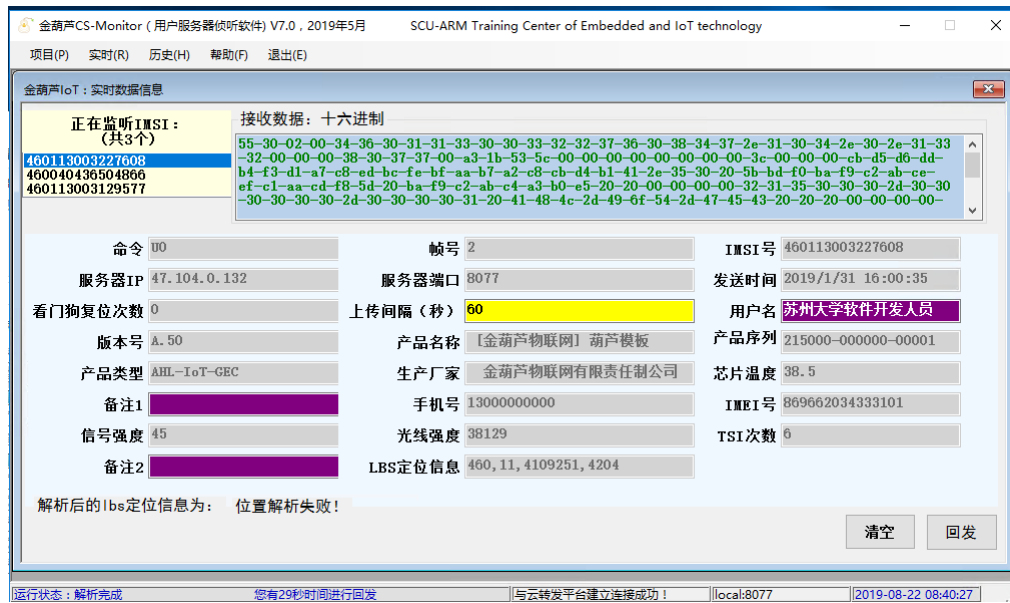 金葫芦CS-Monitor（用户服务器侦听软件) V7.0，2019年5月 SCU-ARM Training Center of Embedded and IoT technology
项目(P) 实时(R) 历史(H) 帮助(F) 退出(E)
金葫芦IoT：实时数据信息
正在监听IMSI：
(共3个)
460113003227608
460040436504866
460113003129577
接收数据：十六进制
55-30-02-00-34-36-30-31-31-33-30-30-33-32-32-37-36-30-38-34-37-2e-31-30-34-2e-30-2e-31-33
-32-00-00-00-38-30-37-37-00-a3-1b-53-5c-00-00-00-00-00-00-00-00-3c-00-00-00-cb-d5-d6-dd-
b4-f3-d1-a7-c8-ed-bc-fe-bf-aa-b7-a2-c8-cb-d4-b1-41-2e-35-30-20-5b-bd-f0-ba-f9-c2-ab-ce-
ef-c1-aa-cd-f8-5d-20-ba-f9-c2-ab-c4-a3-b0-e5-20-20-00-00-00-00-32-31-35-30-30-30-2d-30-30
-30-30-30-30-2d-30-30-30-30-31-20-41-48-4c-2d-49-6f-54-2d-47-45-43-20-20-20-00-00-00-00-
命令 U0 帧号 2 IMSI号 460113003227608
服务器IP 47.104.0.132 服务器端口 8077 发送时间 2019/1/31 16:00:35
看门狗复位次数 0 上传间隔（秒） 60 用户名 苏州大学软件开发人员
版本号 A.50 产品名称 [金葫芦物联网] 葫芦模板 产品序列 215000-000000-00001
产品类型 AHL-IoT-GEC 生产厂家 金葫芦物联网有限责任制公司 芯片温度 38.5
备注1 手机号 13000000000 IMEI号 869662034333101
信号强度 45 光线强度 38129 TSI次数 6
备注2 LBS定位信息 460,11,4109251,4204
解析后的lbs定位信息为： 位置解析失败！
清空 回发
运行状态：解析完成 您有29秒时间进行回发 与云转发平台建立连接成功！ local:8077 2019-08-22 08:40:27